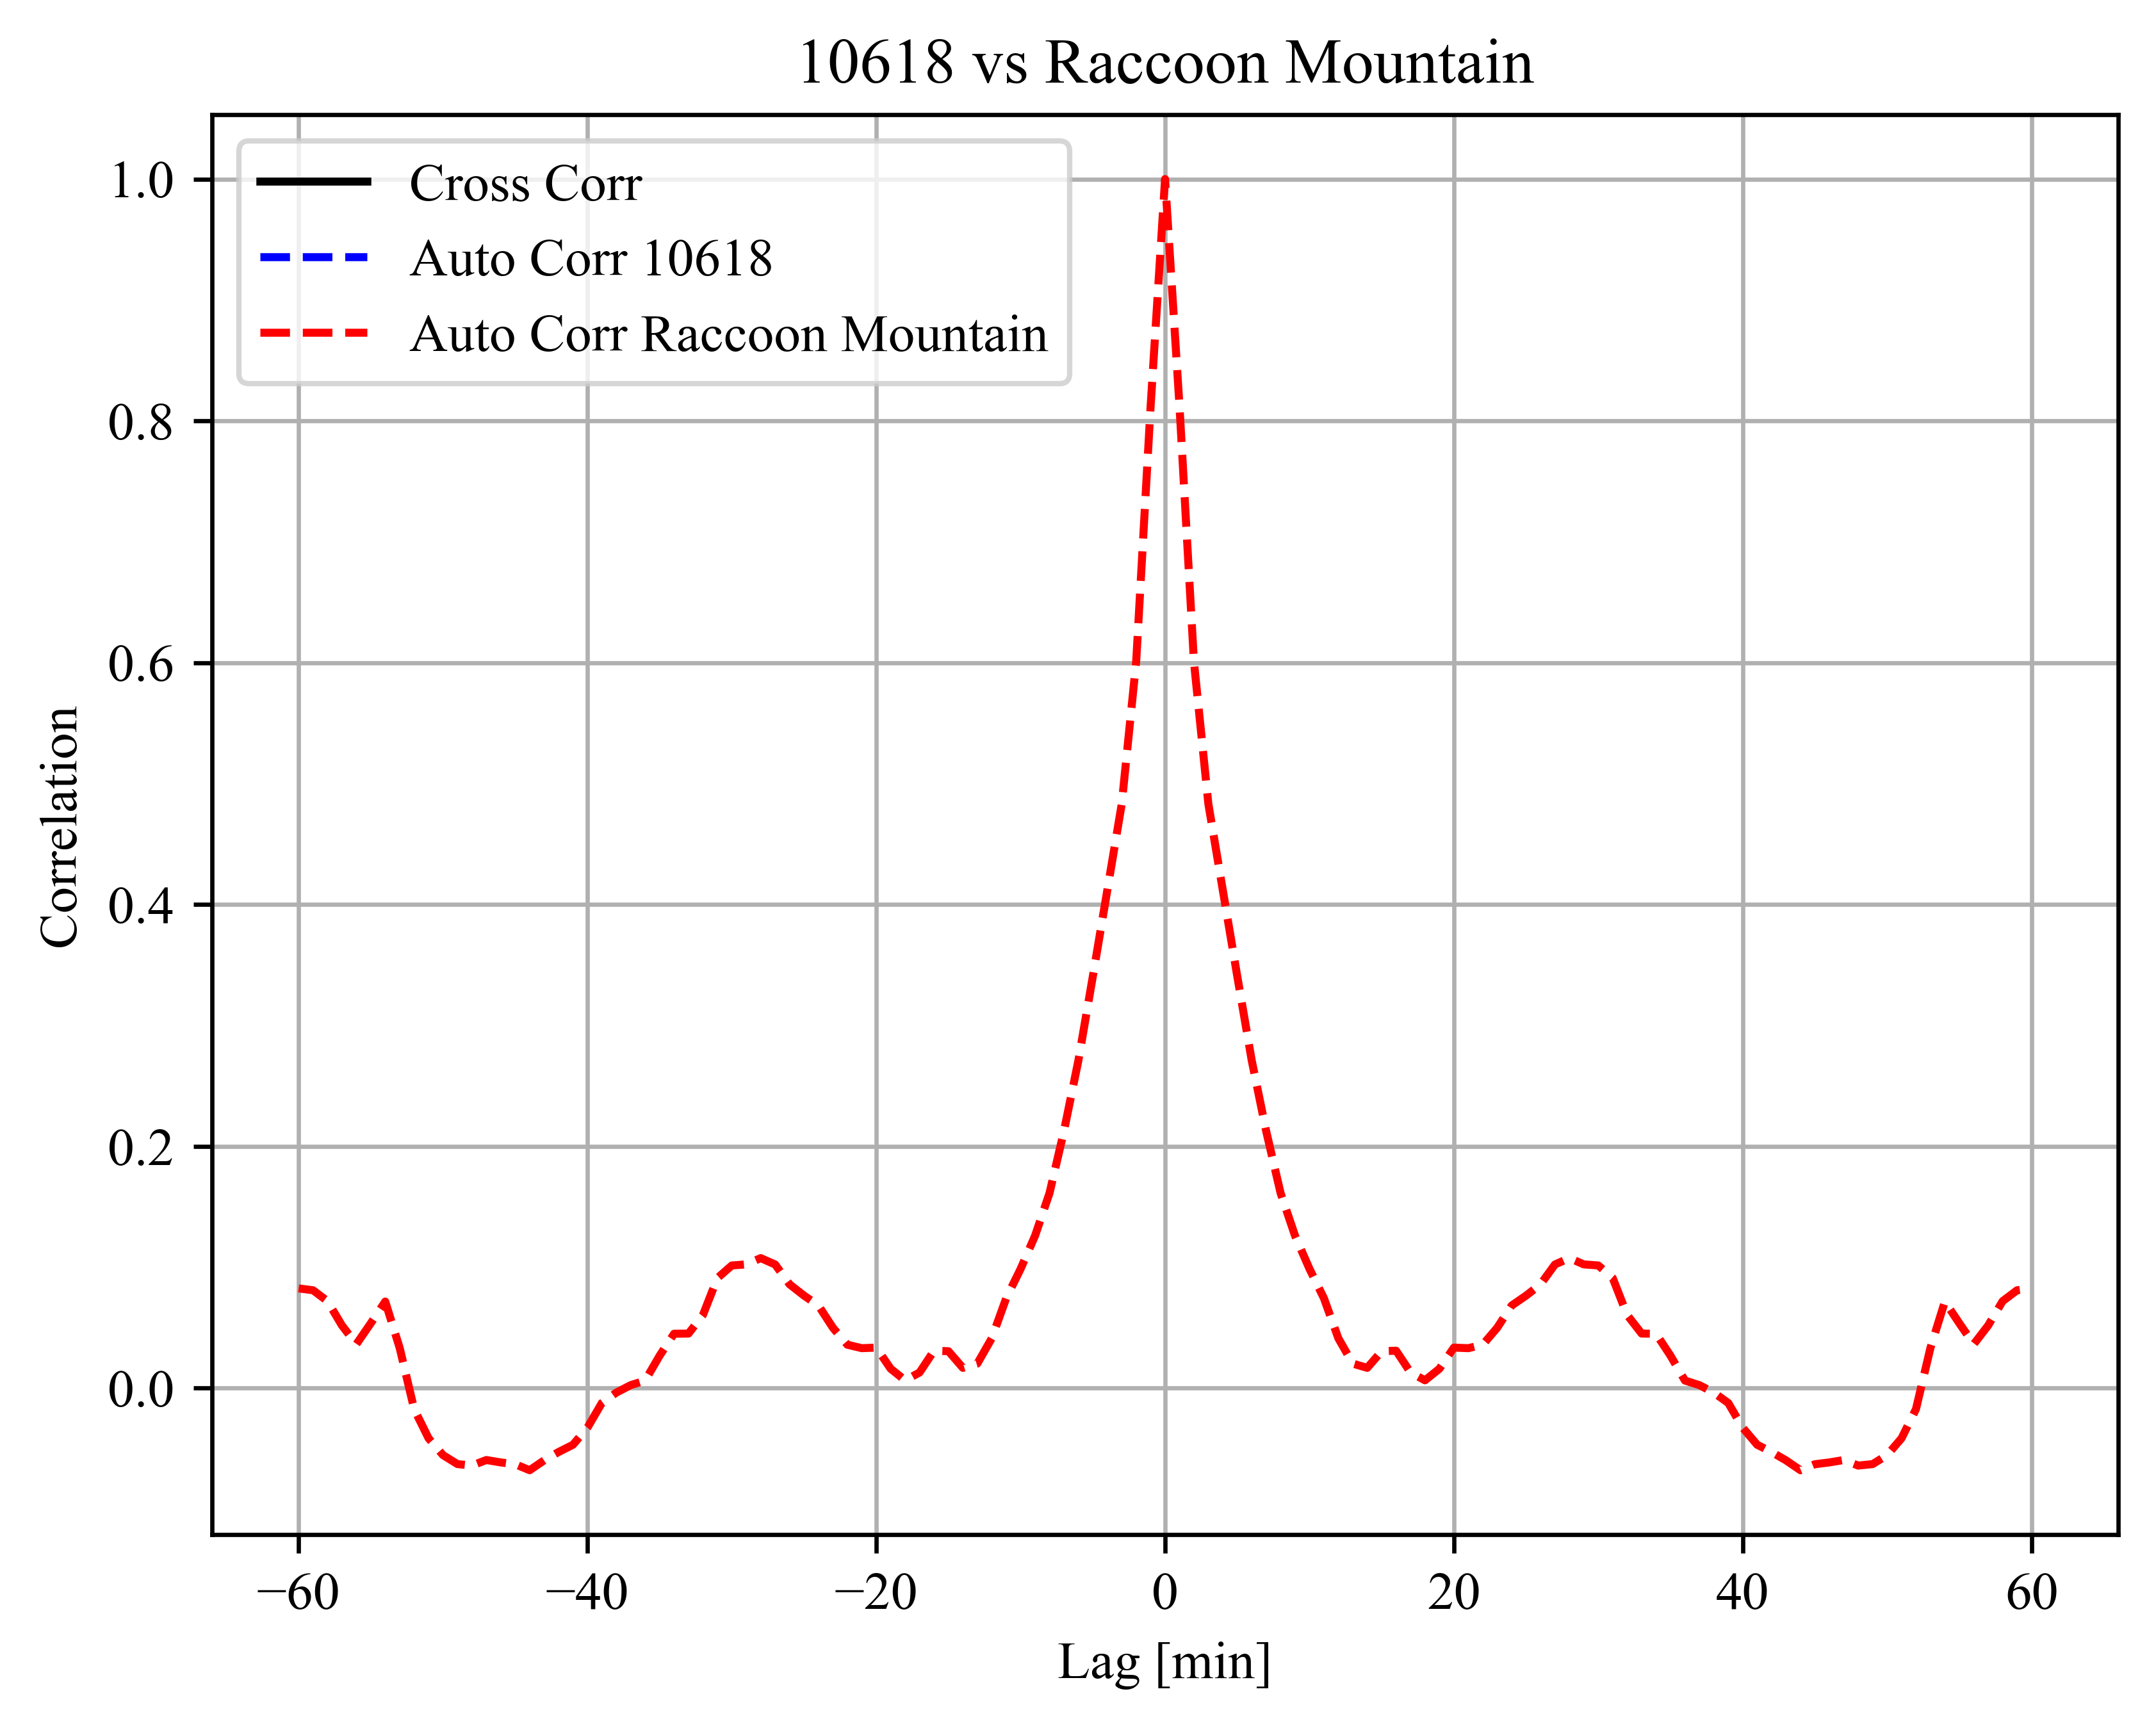 10618 vs Raccoon Mountain
Cross Corr
Auto Corr 10618
Auto Corr Raccoon Mountain
1.0
0.8
0.6
0.4
0.2
0.0
Correlation
−60
−40
−20
0
20
40
60
Lag [min]